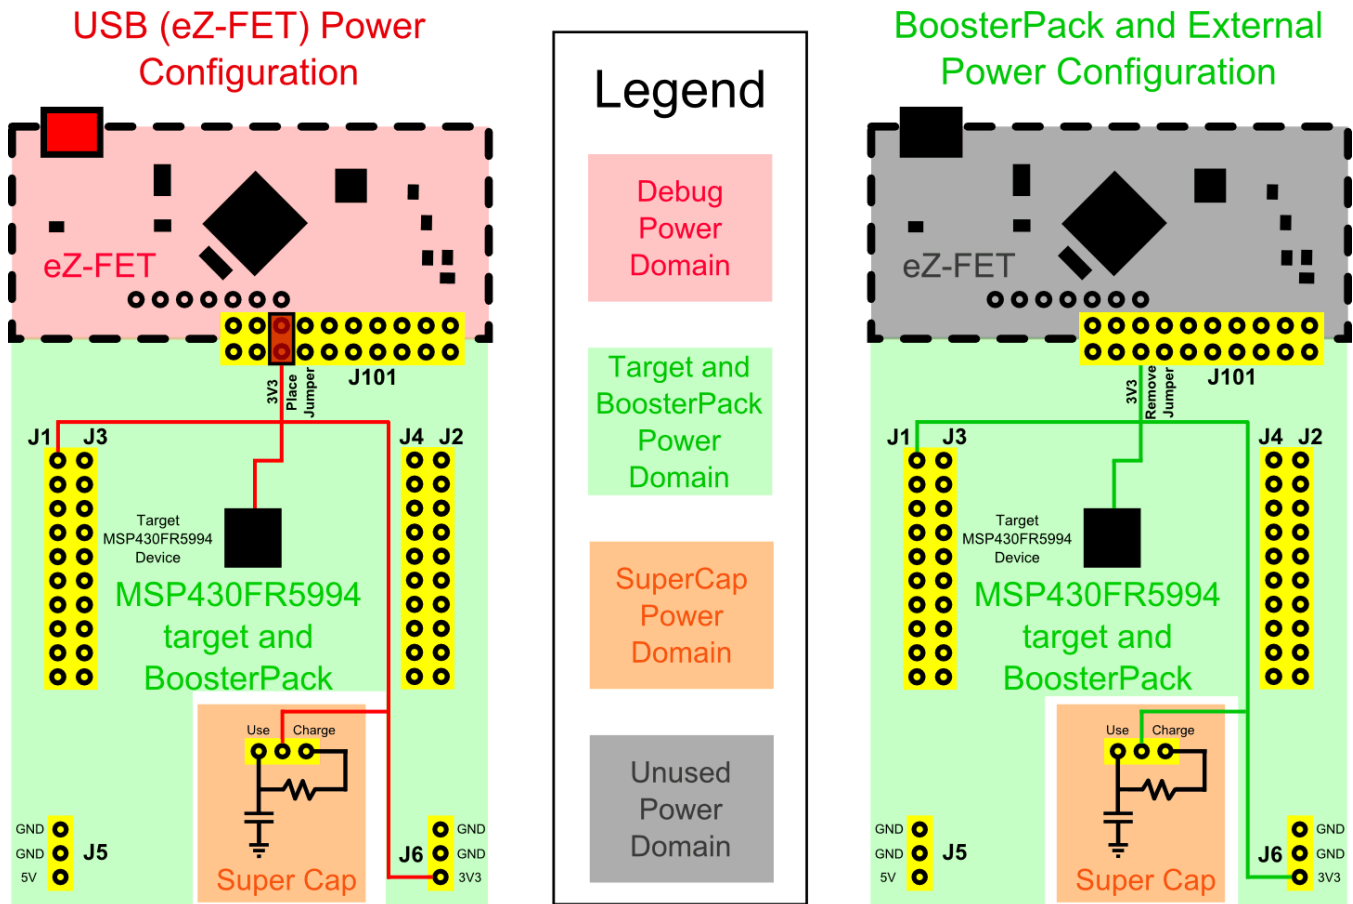 USB (eZ-FET) Power
Configuration
eZ-FET
J101
3V3
Place
Jumper
J1
J3
J4
J2
Target
MSP430FR5994
Device
MSP430FR5994
target and
BoosterPack
Use
Charge
GND
GND
5V
J5
Super Cap
J6
GND
GND
3V3
Legend
Debug
Power
Domain
Target and
BoosterPack
Power
Domain
SuperCap
Power
Domain
Unused
Power
Domain
BoosterPack and External
Power Configuration
eZ-FET
J101
3V3
Remove
Jumper
J1
J3
J4
J2
Target
MSP430FR5994
Device
MSP430FR5994
target and
BoosterPack
Use
Charge
GND
GND
5V
J5
Super Cap
J6
GND
GND
3V3